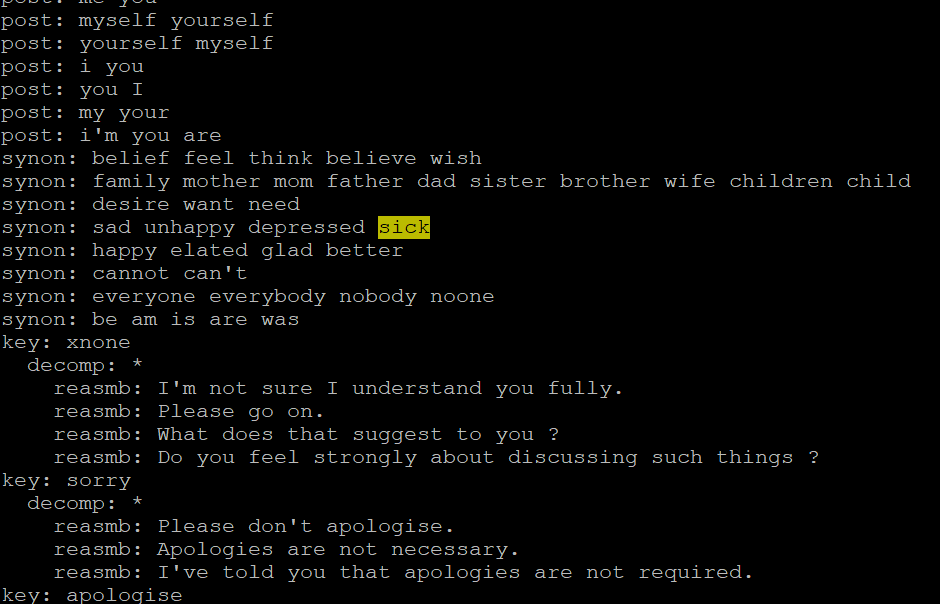 post: me you
post: myself yourself
post: yourself myself
post: i you
post: you I
post: my your
post: i'm you are
synon: belief feel think believe wish
synon: family mother mom father dad sister brother wife children child
synon: desire want need
synon: sad unhappy depressed sick
synon: happy elated glad better
synon: cannot can't
synon: everyone everybody nobody noone
synon: be am is are was
key: xnone
  decomp: *
    reasmb: I'm not sure I understand you fully.
    reasmb: Please go on.
    reasmb: What does that suggest to you ?
    reasmb: Do you feel strongly about discussing such things ?
key: sorry
  decomp: *
    reasmb: Please don't apologise.
    reasmb: Apologies are not necessary.
    reasmb: I've told you that apologies are not required.
key: apologise